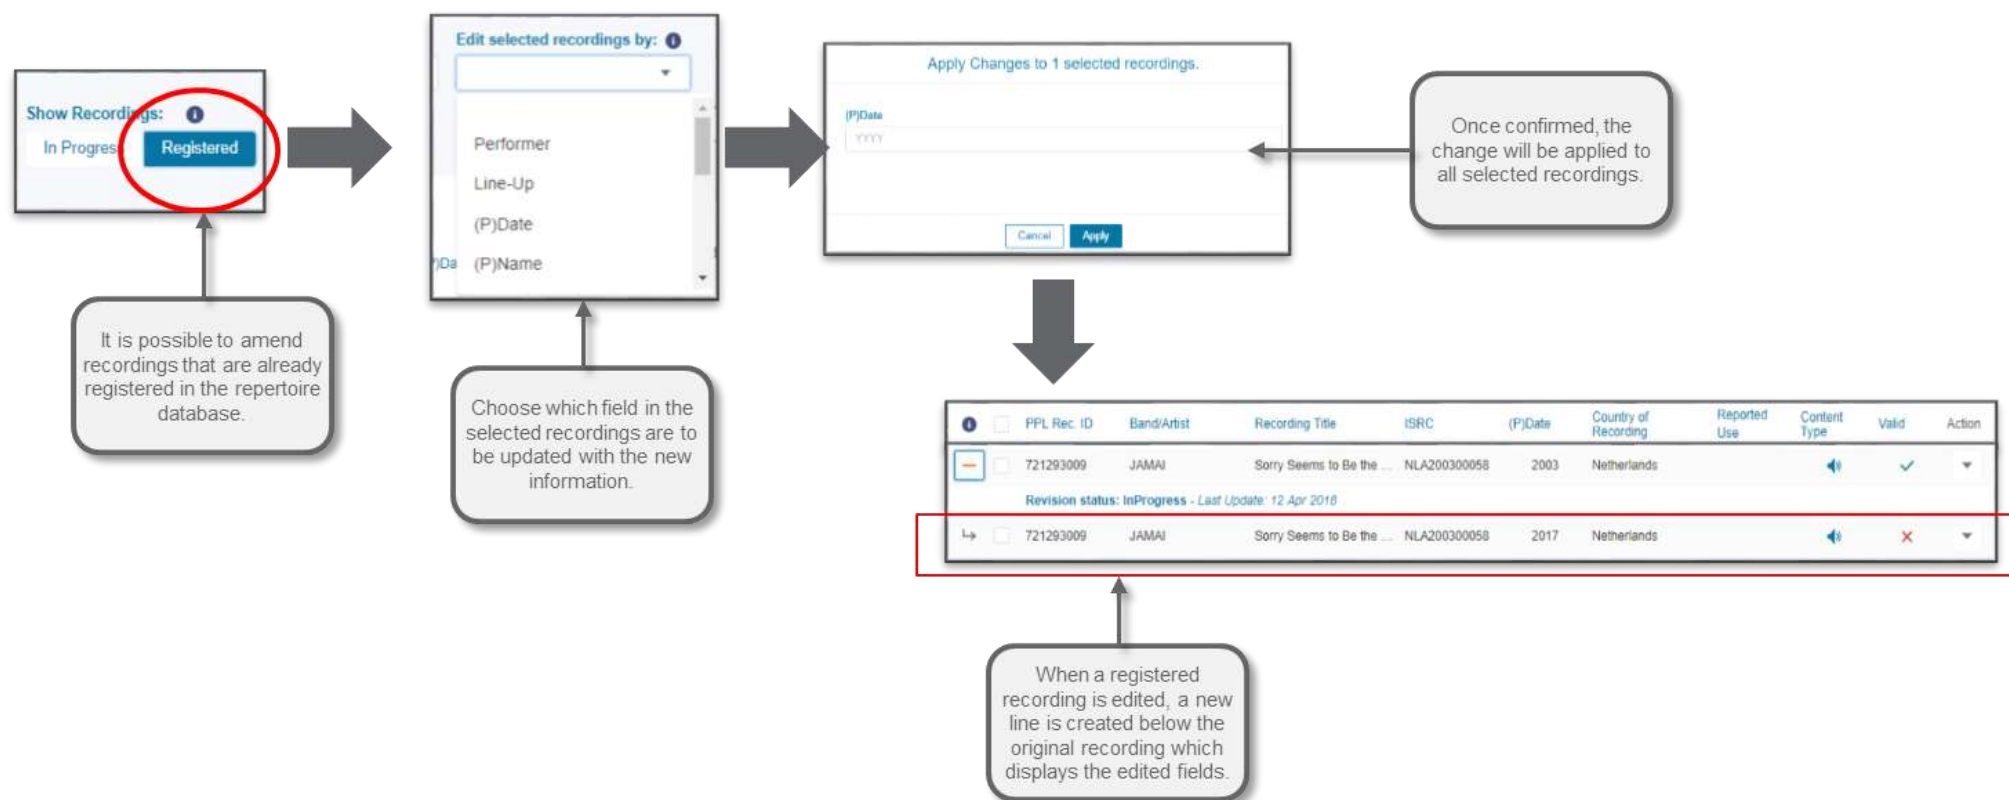 Show Recordings:
In Progres
Registered
It is possible to amend
recordings that are already
registered in the repertoire
database.
Edit selected recordings by:
Performer
Line-Up
(P)Date
(P)Name
)Da
Choose which field in the
selected recordings are to
be updated with the new
information.
Apply Changes to 1 selected recordings.
(P)Date
YYYY
Cancel Apply
Once confirmed, the
change will be applied to
all selected recordings.
PPL Rec. ID Band/Artist Recording Title ISRC (P)Date Country of Recording Reported Use Content Type Valid Action
721293009 JAMAI Sorry Seems to Be the ... NLA200300058 2003 Netherlands
Revision status: InProgress - Last Update: 12 Apr 2018
721293009 JAMAI Sorry Seems to Be the ... NLA200300058 2017 Netherlands
When a registered
recording is edited, a new
line is created below the
original recording which
displays the edited fields.